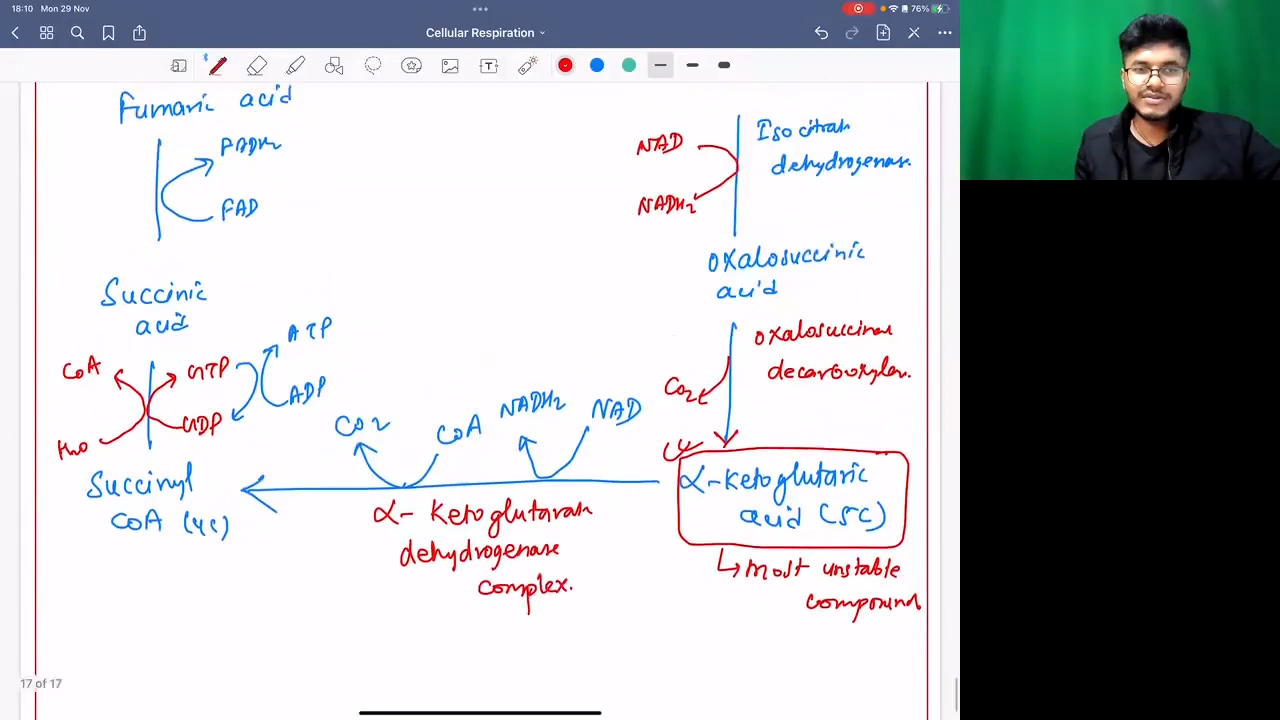 18:10 Mon 29 Nov
76%
Cellular Respiration
Fumaric acid
FADH2
FAD
NAD
NADH2
Isocitrate
dehydrogenase
Oxalosuccinic
acid
Succinic
acid
CoA
GTP
GDP
H2O
ATP
ADP
Oxalosuccinate
decarboxylase.
CO2
CO2
CoA
NADH2
NAD
Succinyl
CoA (4C)
α-Ketoglutarate
dehydrogenase
complex.
α-Ketoglutaric
acid (5C)
↳ Most unstable
compound
17 of 17